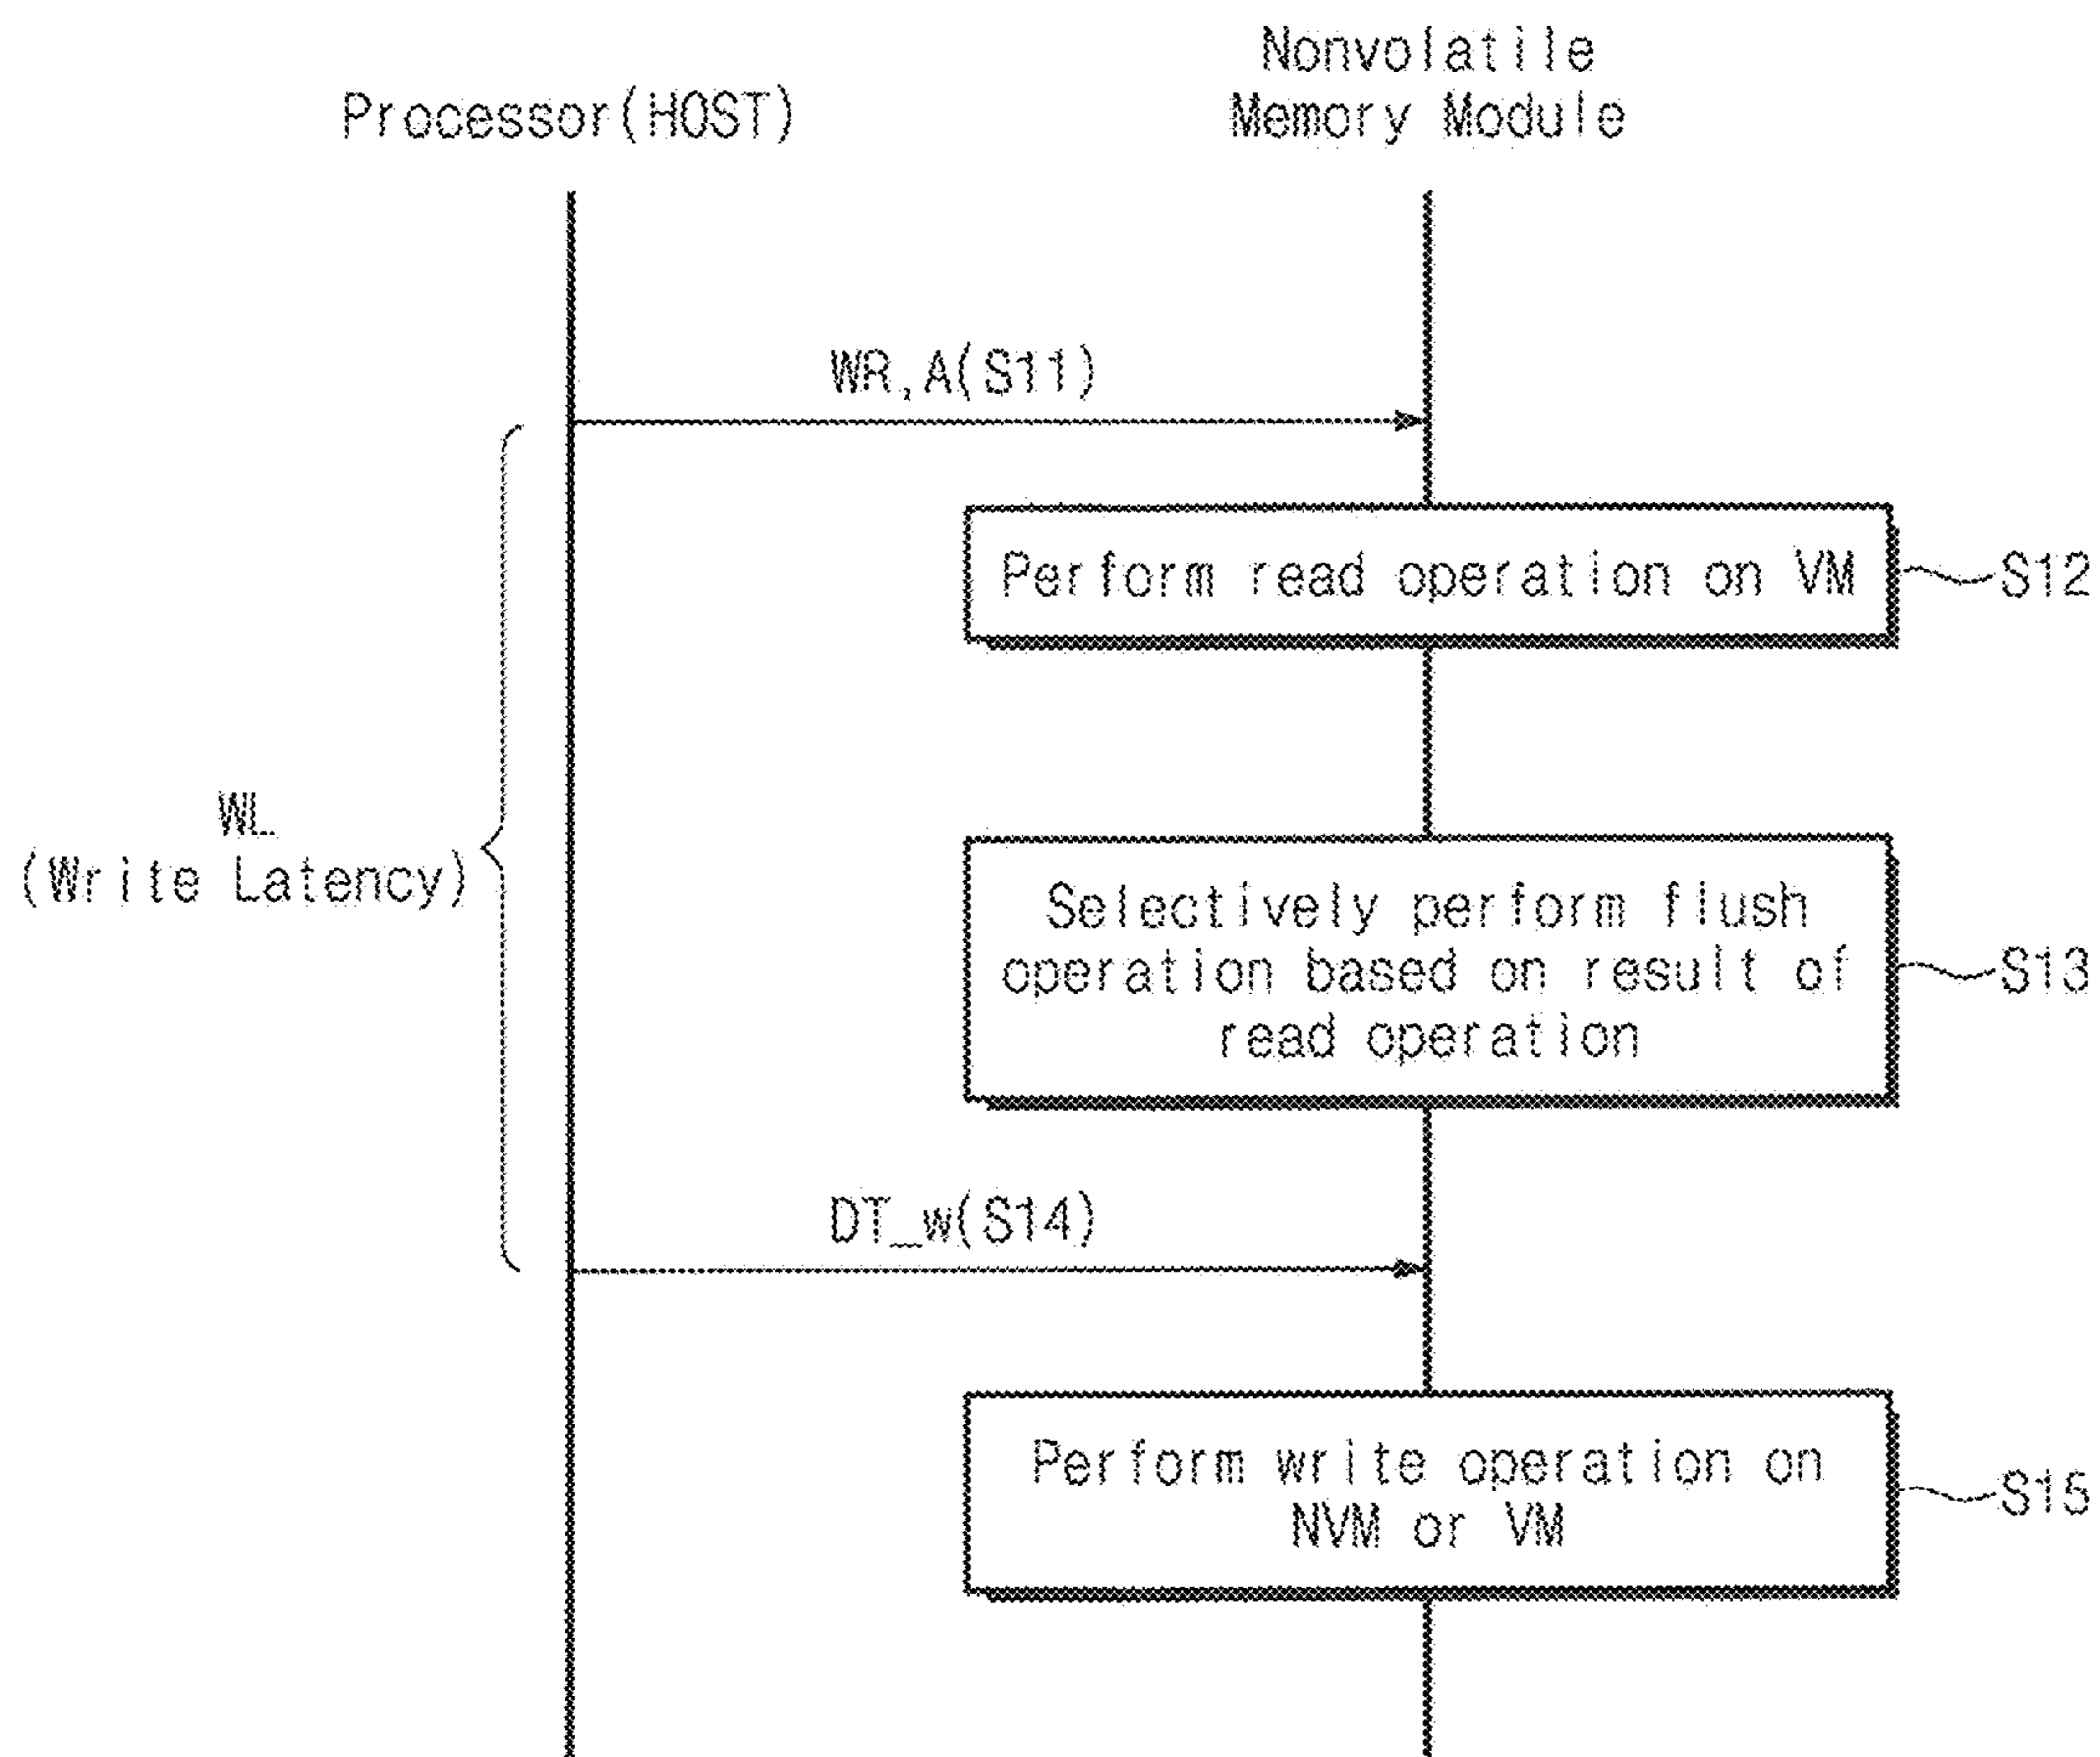 Nonvolatile
Processor(HOST)
Memory Module
WR,A(S11)
Perform read operation on VM
S12
WL
(Write Latency)
Selectively perform flush
operation based on result of
read operation
S13
DT_w(S14)
Perform write operation on
NVM or VM
S15